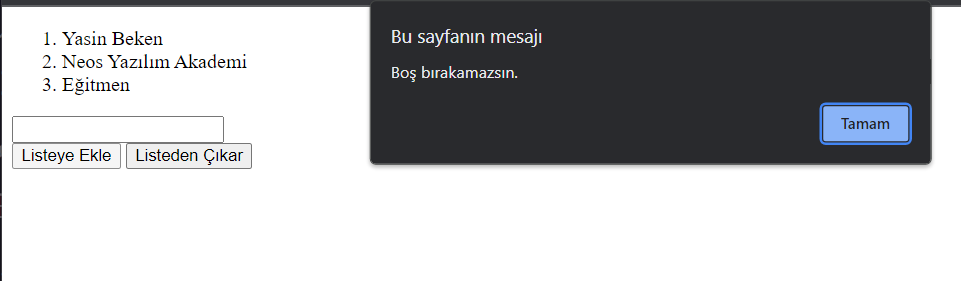 1. Yasin Beken
2. Neos Yazılım Akademi
3. Eğitmen
Listeye Ekle Listeden Çıkar
Bu sayfanın mesajı
Boş bırakamazsın.
Tamam